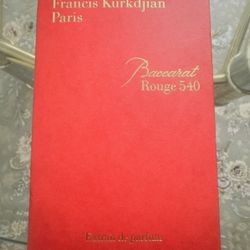 Francis Kurkdjian
Paris
Baccarat
Rouge 540
Extrait de parfum